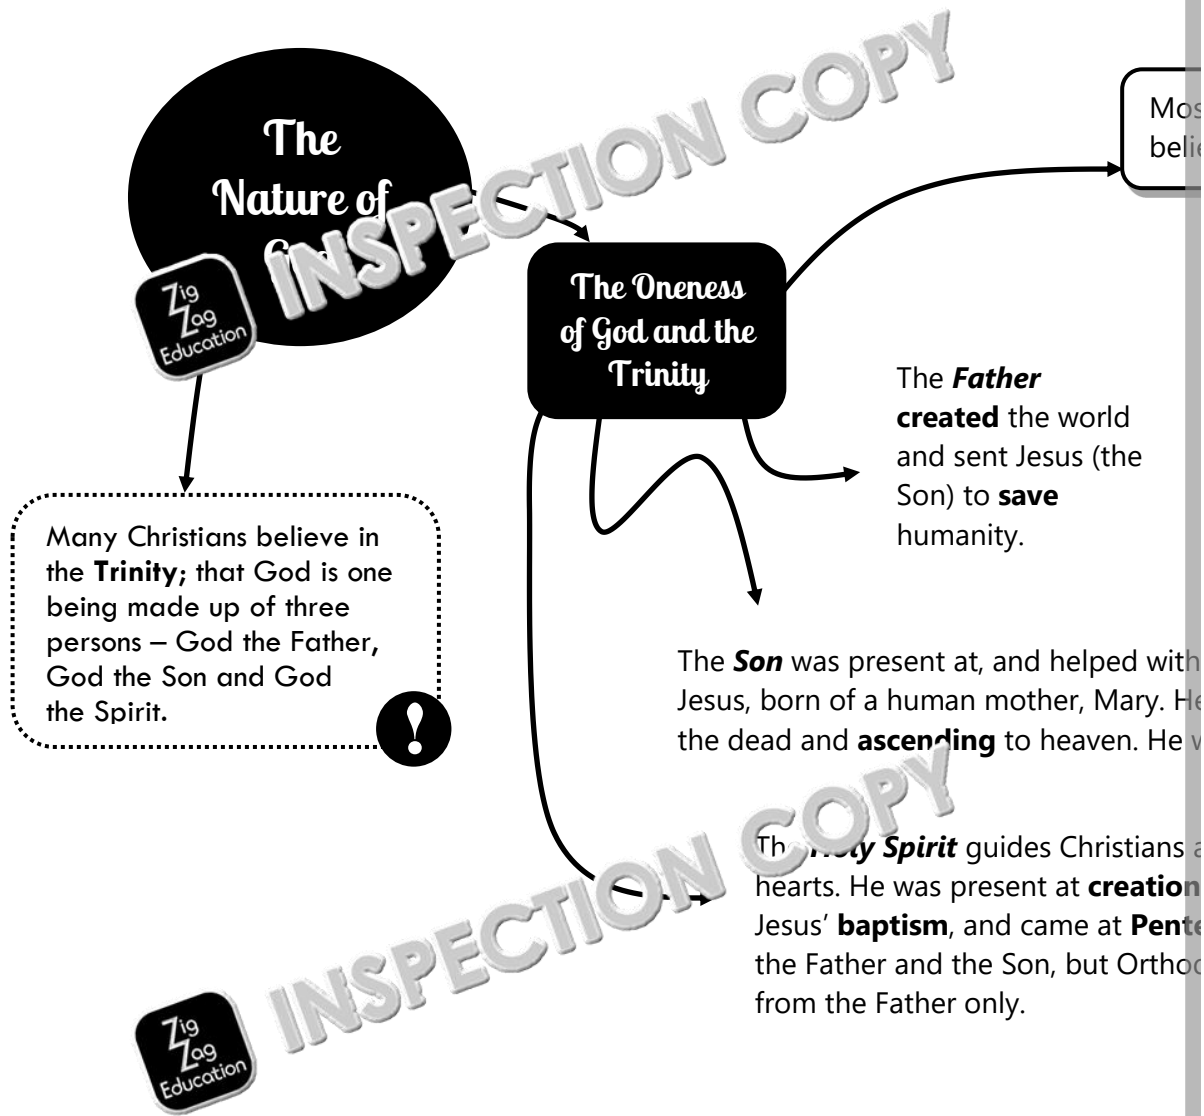 The
Nature of
INSPECTION COPY
Zig
Zag
Education
The Oneness
of God and the
Trinity
Many Christians believe in
the Trinity; that God is one
being made up of three
persons – God the Father,
God the Son and God
the Spirit.
!
The Father
created the world
and sent Jesus (the
Son) to save
humanity.
The Son was present at, and helped with
Jesus, born of a human mother, Mary. He
the dead and ascending to heaven. He
Spirit guides Christians
hearts. He was present at creation
Jesus’ baptism, and came at
the Father and the Son, but
from the Father only.
INSPECTION COPY
Zig
Zag
Education